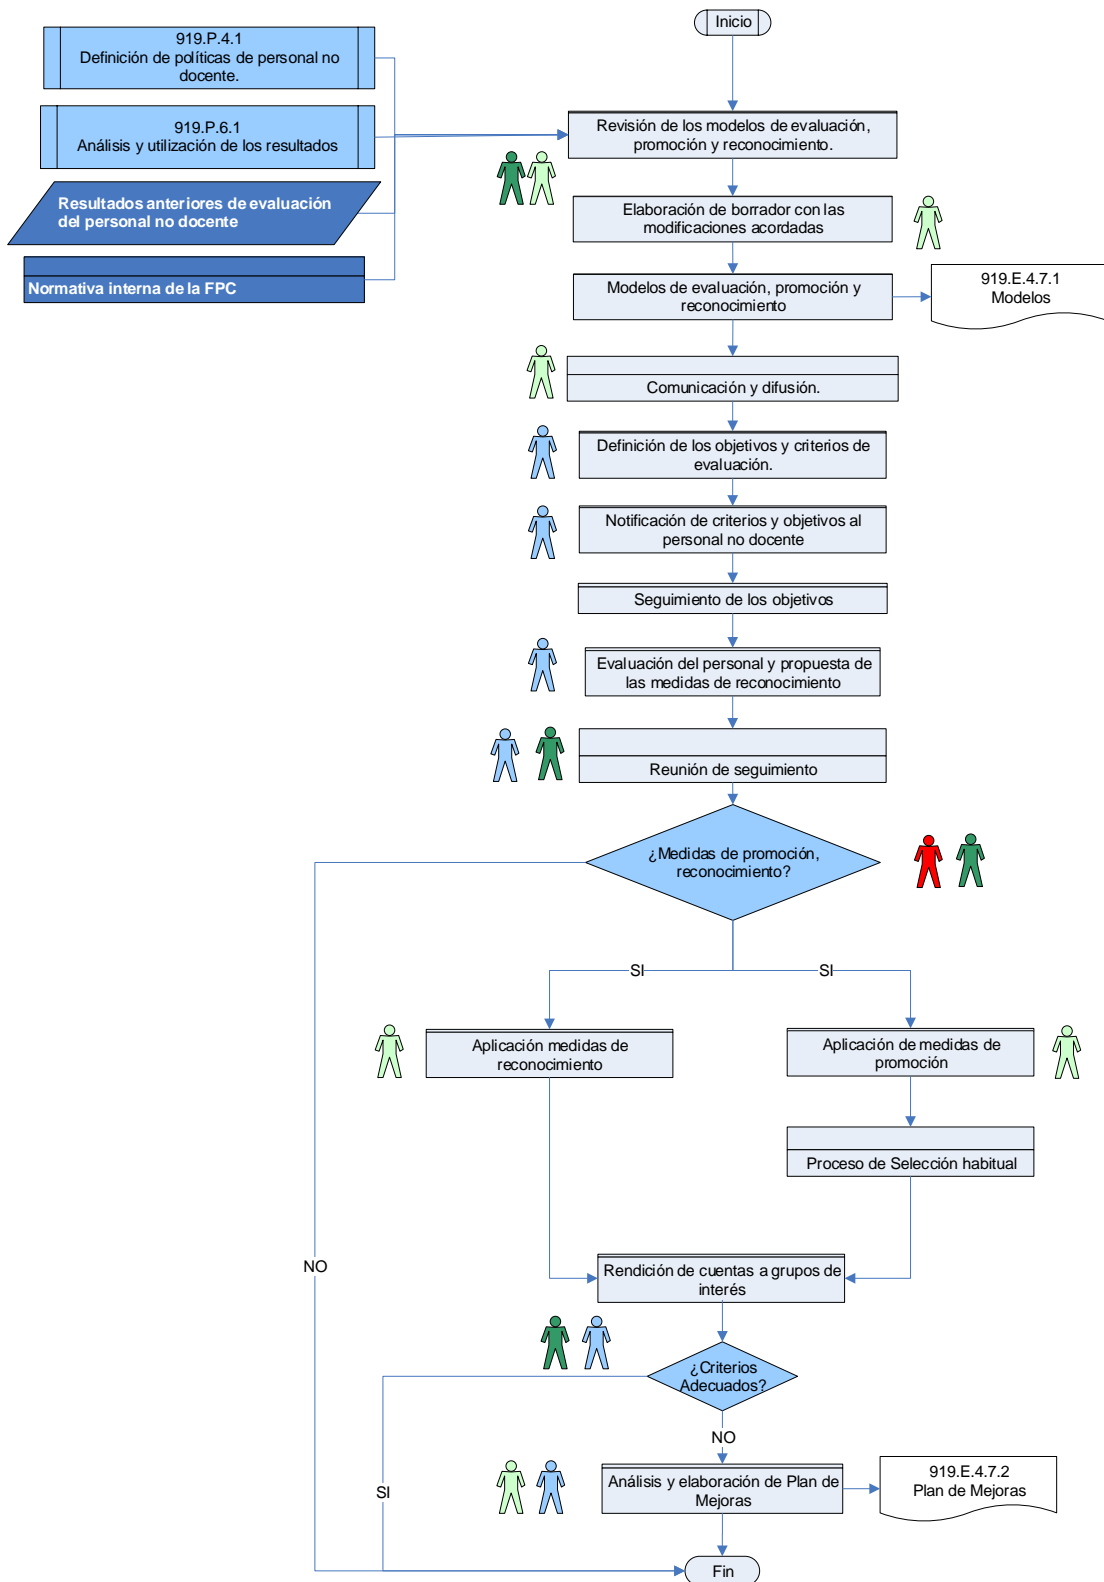 Inicio
919.P.4.1
Definición de políticas de personal no
docente.
919.P.6.1
Análisis y utilización de los resultados
Resultados anteriores de evaluación
del personal no docente
Normativa interna de la FPC
Revisión de los modelos de evaluación,
promoción y reconocimiento.
Elaboración de borrador con las
modificaciones acordadas
Modelos de evaluación, promoción y
reconocimiento
919.E.4.7.1
Modelos
Comunicación y difusión.
Definición de los objetivos y criterios de
evaluación.
Notificación de criterios y objetivos al
personal no docente
Seguimiento de los objetivos
Evaluación del personal y propuesta de
las medidas de reconocimiento
Reunión de seguimiento
¿Medidas de promoción,
reconocimiento?
SI
SI
Aplicación medidas de
reconocimiento
Aplicación de medidas de
promoción
Proceso de Selección habitual
NO
Rendición de cuentas a grupos de
interés
¿Criterios
Adecuados?
NO
SI
Análisis y elaboración de Plan de
Mejoras
919.E.4.7.2
Plan de Mejoras
Fin